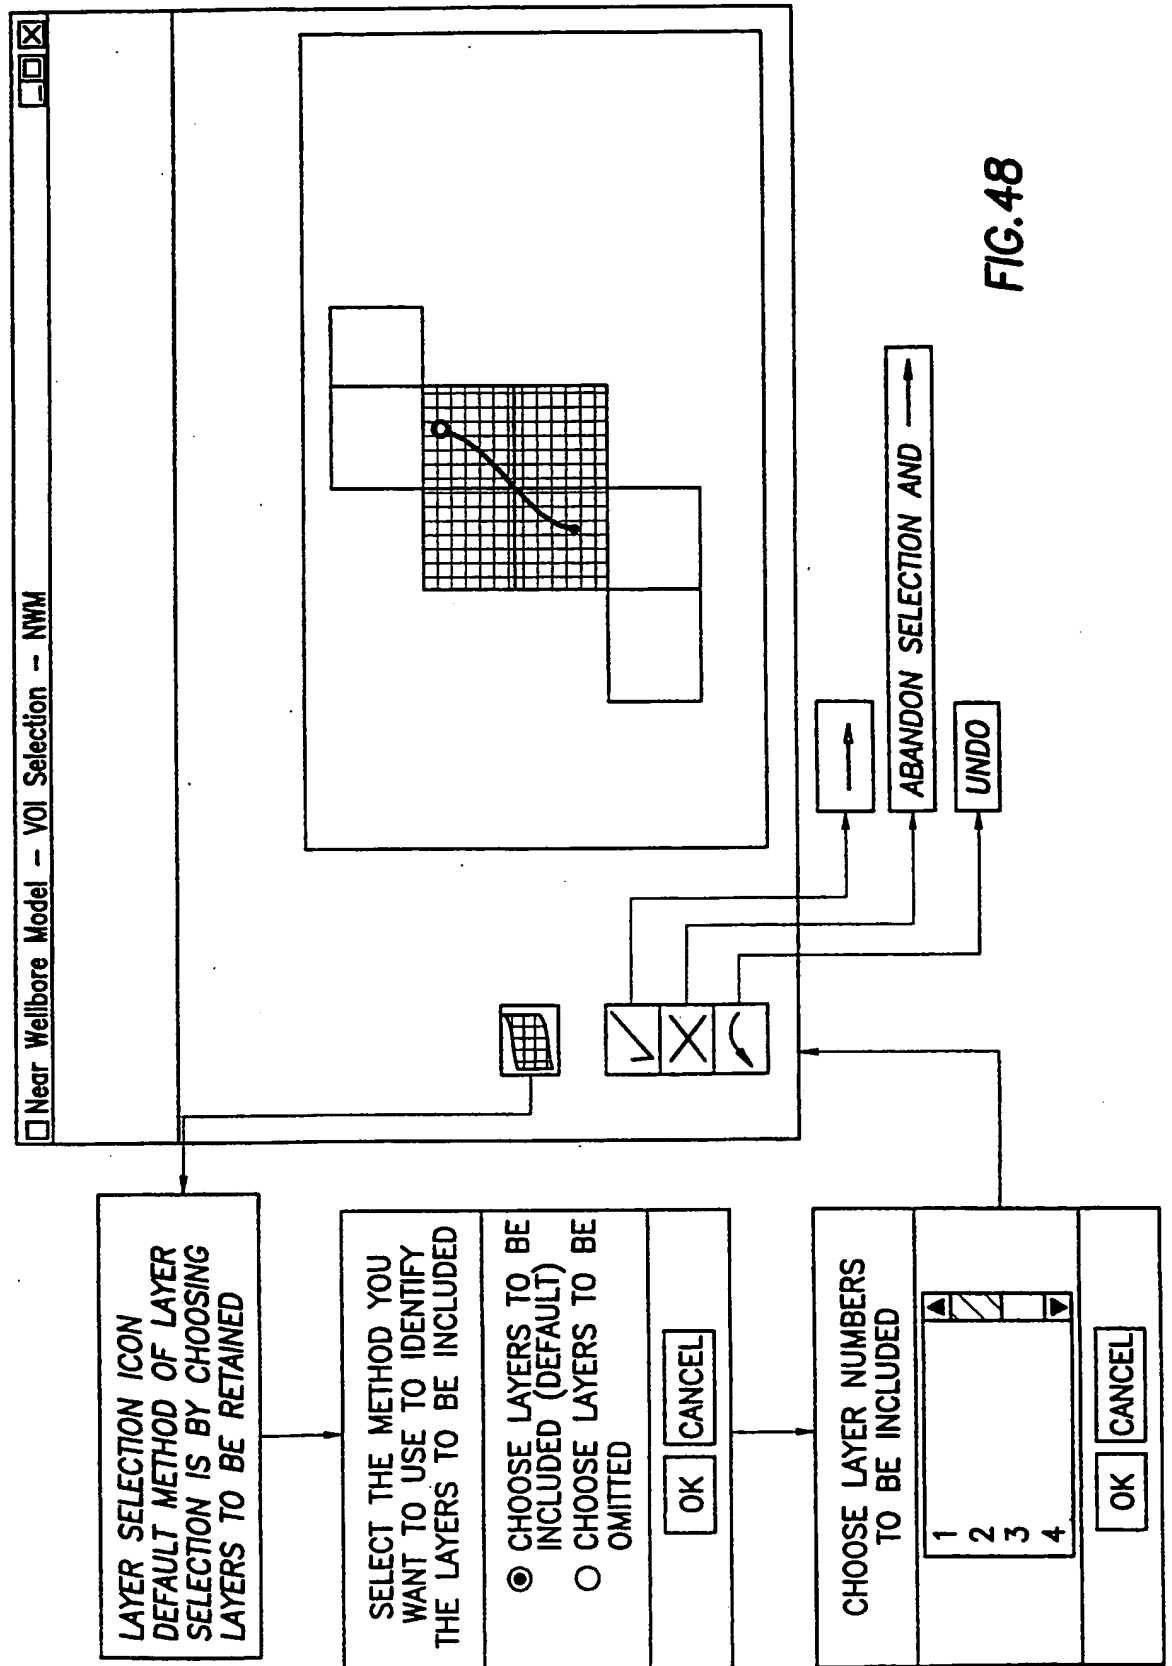 Near Wellbore Model – VOI Selection – NWM
LAYER SELECTION ICON
DEFAULT METHOD OF LAYER
SELECTION IS BY CHOOSING
LAYERS TO BE RETAINED
SELECT THE METHOD YOU
WANT TO USE TO IDENTIFY
THE LAYERS TO BE INCLUDED
CHOOSE LAYERS TO BE
INCLUDED (DEFAULT)
CHOOSE LAYERS TO BE
OMITTED
OK CANCEL
CHOOSE LAYER NUMBERS
TO BE INCLUDED
1
2
3
4
OK CANCEL
ABANDON SELECTION AND
UNDO
FIG.48